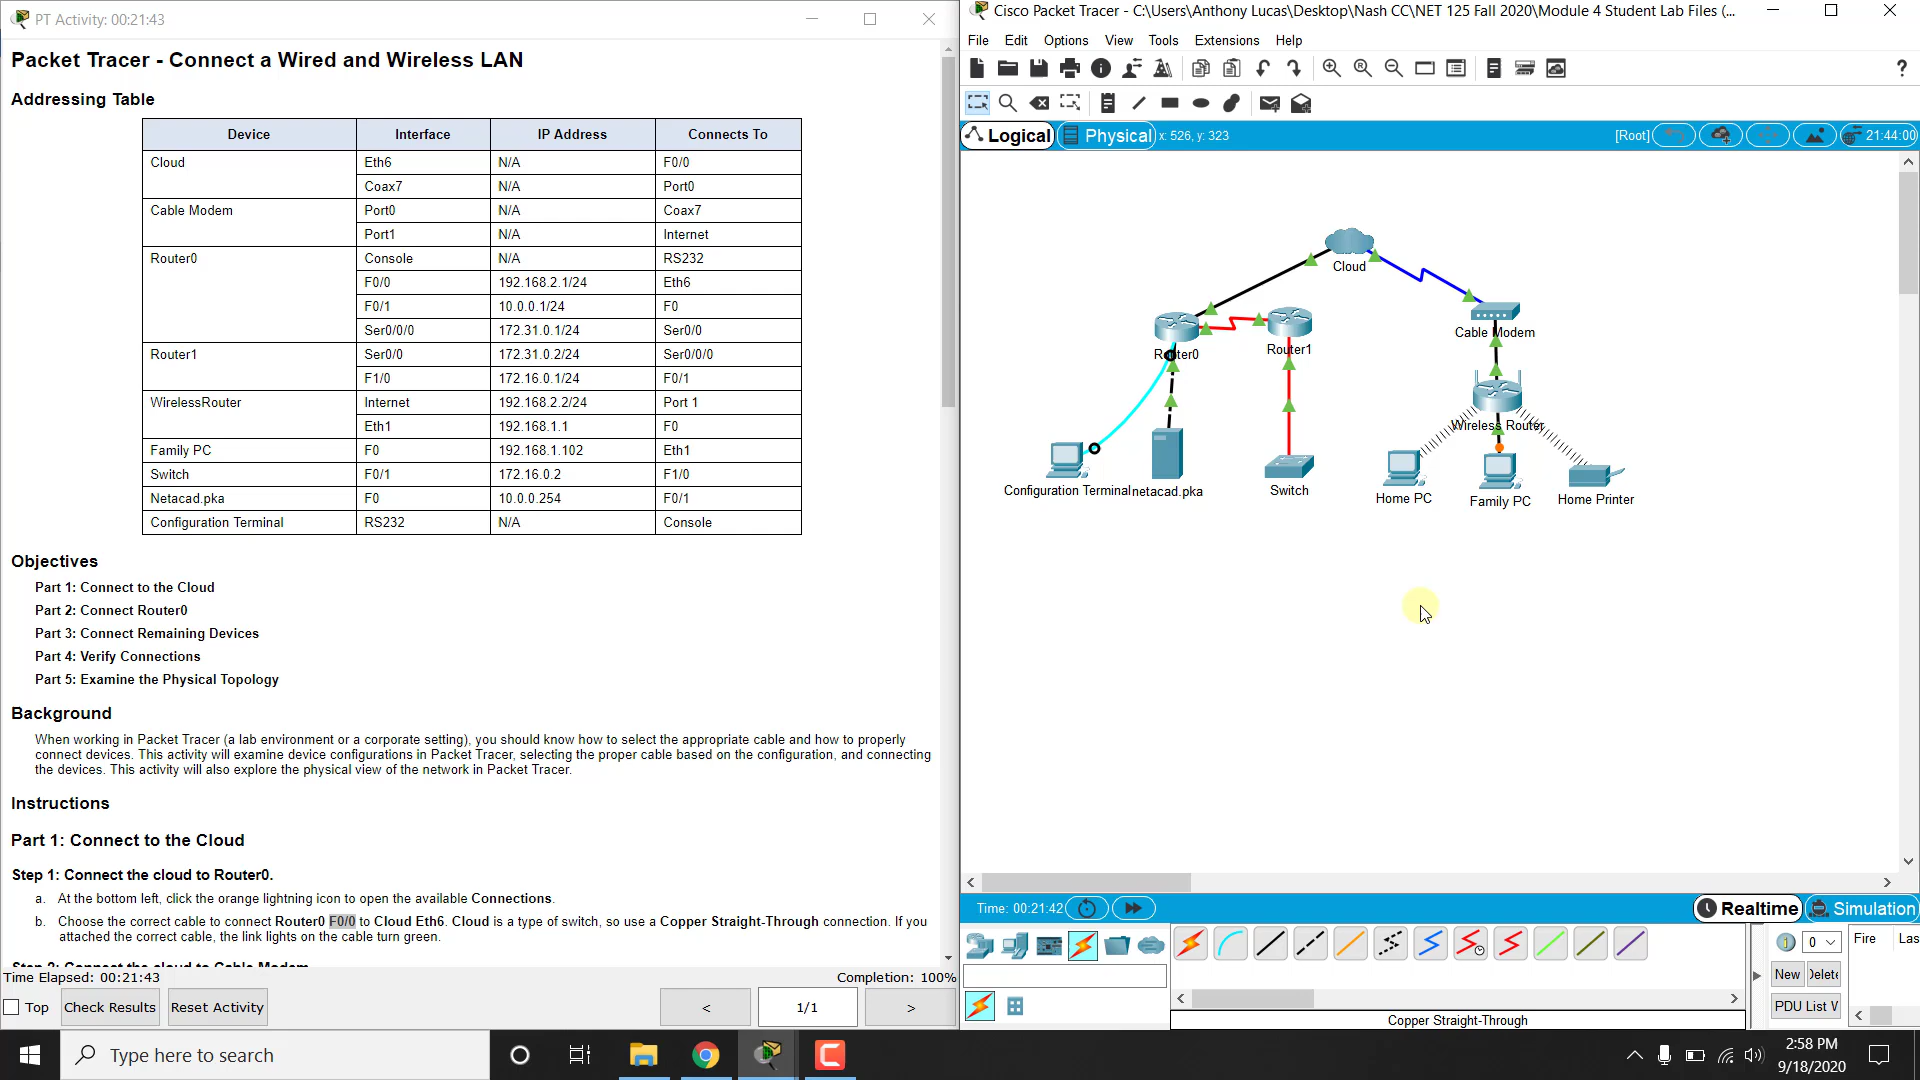 PT Activity: 00:21:43
Packet Tracer - Connect a Wired and Wireless LAN
Addressing Table
Device Interface IP Address Connects To
Cloud Eth6 N/A F0/0
Coax7 N/A Port0
Cable Modem Port0 N/A Coax7
Port1 N/A Internet
Router0 Console N/A RS232
F0/0 192.168.2.1/24 Eth6
F0/1 10.0.0.1/24 F0
Ser0/0/0 172.31.0.1/24 Ser0/0
Router1 Ser0/0 172.31.0.2/24 Ser0/0/0
F1/0 172.16.0.1/24 F0/1
WirelessRouter Internet 192.168.2.2/24 Port 1
Eth1 192.168.1.1 F0
Family PC F0 192.168.1.102 Eth1
Switch F0/1 172.16.0.2 F1/0
Netacad.pka F0 10.0.0.254 F0/1
Configuration Terminal RS232 N/A Console
Objectives
Part 1: Connect to the Cloud
Part 2: Connect Router0
Part 3: Connect Remaining Devices
Part 4: Verify Connections
Part 5: Examine the Physical Topology
Background
When working in Packet Tracer (a lab environment or a corporate setting), you should know how to select the appropriate cable and how to properly
connect devices. This activity will examine device configurations in Packet Tracer, selecting the proper cable based on the configuration, and connecting
the devices. This activity will also explore the physical view of the network in Packet Tracer.
Instructions
Part 1: Connect to the Cloud
Step 1: Connect the cloud to Router0.
a. At the bottom left, click the orange lightning icon to open the available Connections.
b. Choose the correct cable to connect Router0 F0/0 to Cloud Eth6. Cloud is a type of switch, so use a Copper Straight-Through connection. If you
attached the correct cable, the link lights on the cable turn green.
Step 2: Connect the cloud to Cable Modem.
Time Elapsed: 00:21:43 Completion: 100%
Top Check Results Reset Activity < 1/1 >
Cisco Packet Tracer - C:\Users\Anthony Lucas\Desktop\Nash CC\NET 125 Fall 2020\Module 4 Student Lab Files (...
File Edit Options View Tools Extensions Help
?
Logical Physical x: 526, y: 323 [Root] 21:44:00
Cloud
Cable Modem
Router0
Router1
Wireless Router
Configuration Terminal
netacad.pka
Switch
Home PC
Family PC
Home Printer
Time: 00:21:42 Realtime Simulation
0 Fire Las
New Delete
PDU List W
Copper Straight-Through
Type here to search
2:58 PM
9/18/2020